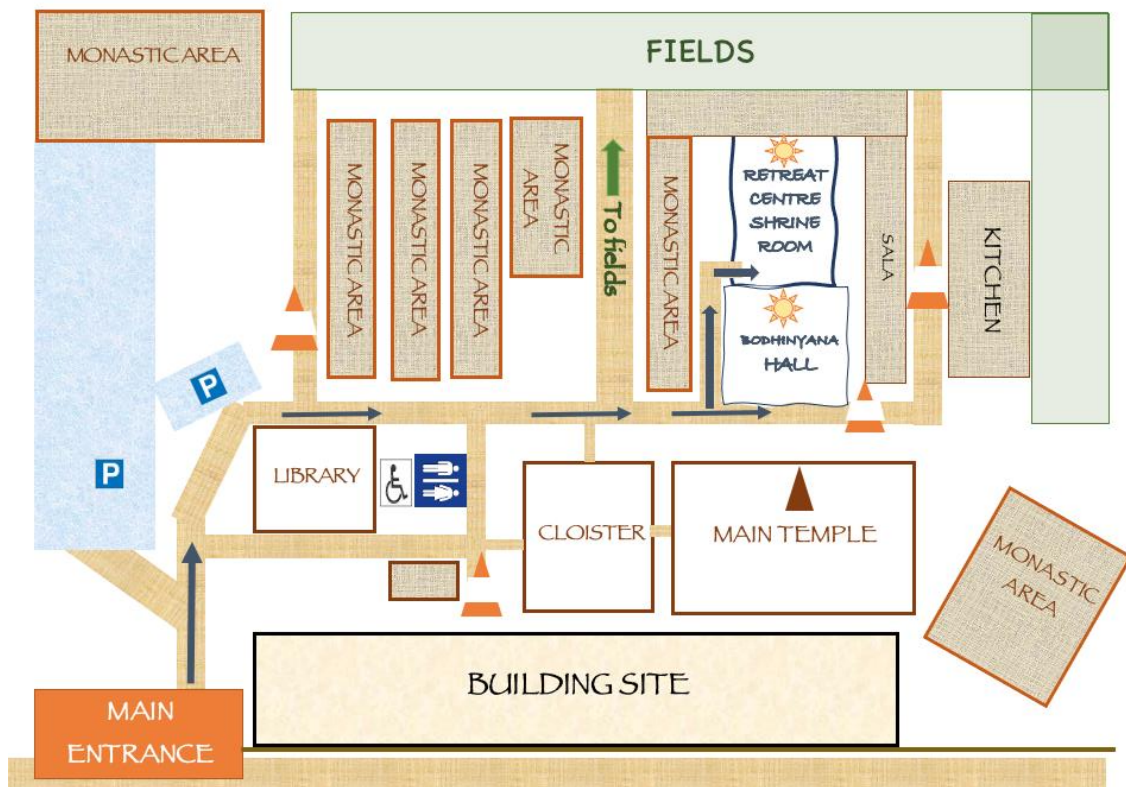 MONASTIC AREA
FIELDS
MONASTIC AREA
MONASTIC AREA
MONASTIC AREA
MONASTIC
AREA
To fields
MONASTIC AREA
RETREAT
CENTRE
SHRINE
ROOM
SALA
KITCHEN
BODHINYANA
HALL
P
P
LIBRARY
CLOISTER
MAIN TEMPLE
MONASTIC
AREA
BUILDING SITE
MAIN
ENTRANCE